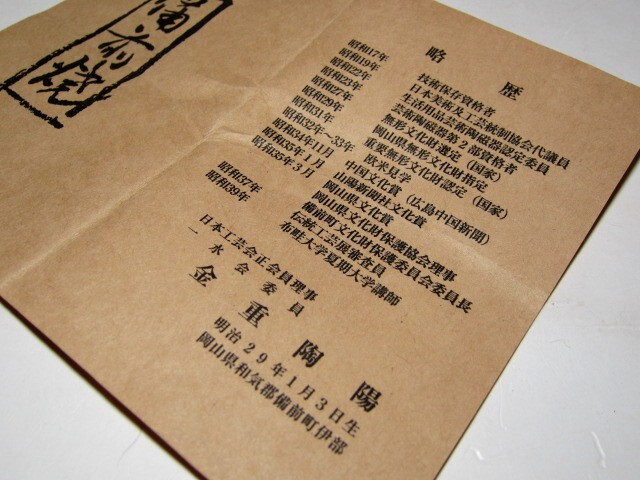 備前焼
略歴
昭和17年 技術保存資格者
昭和19年 日本美術及工芸統制協会代議員
昭和22年 生活用品芸術陶磁器認定委員
昭和23年 芸術陶磁器第2部資格者
昭和27年 無形文化財選定（国家）
昭和29年 岡山県無形文化財指定
昭和31年 重要無形文化財認定（国家）
昭和32年〜33年 欧米見学
昭和34年11月 中国文化賞（広島中国新聞）
昭和35年1月 山陽新聞社文化賞
昭和35年3月 岡山県文化賞
岡山県文化財保護協会理事
備前町文化財保護委員会委員長
昭和37年 伝統工芸展審査員
昭和39年 布哇大学夏期大学講師
日本工芸会正会員理事
一水会委員
金重陶陽
明治29年1月3日生
岡山県和気郡備前町伊部